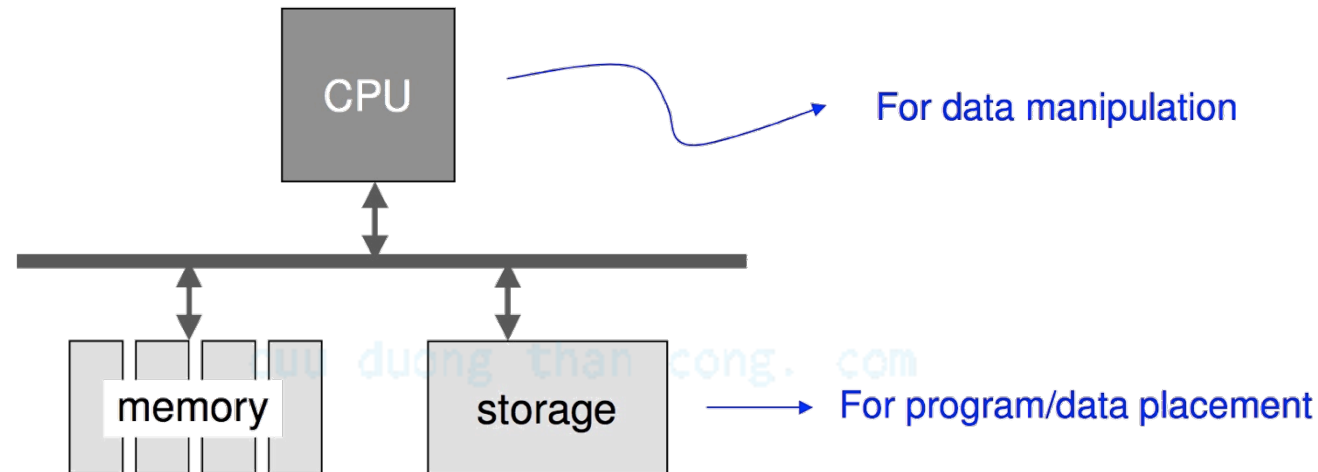 CPU
For data manipulation
cuu duong than cong. com
memory
storage
For program/data placement